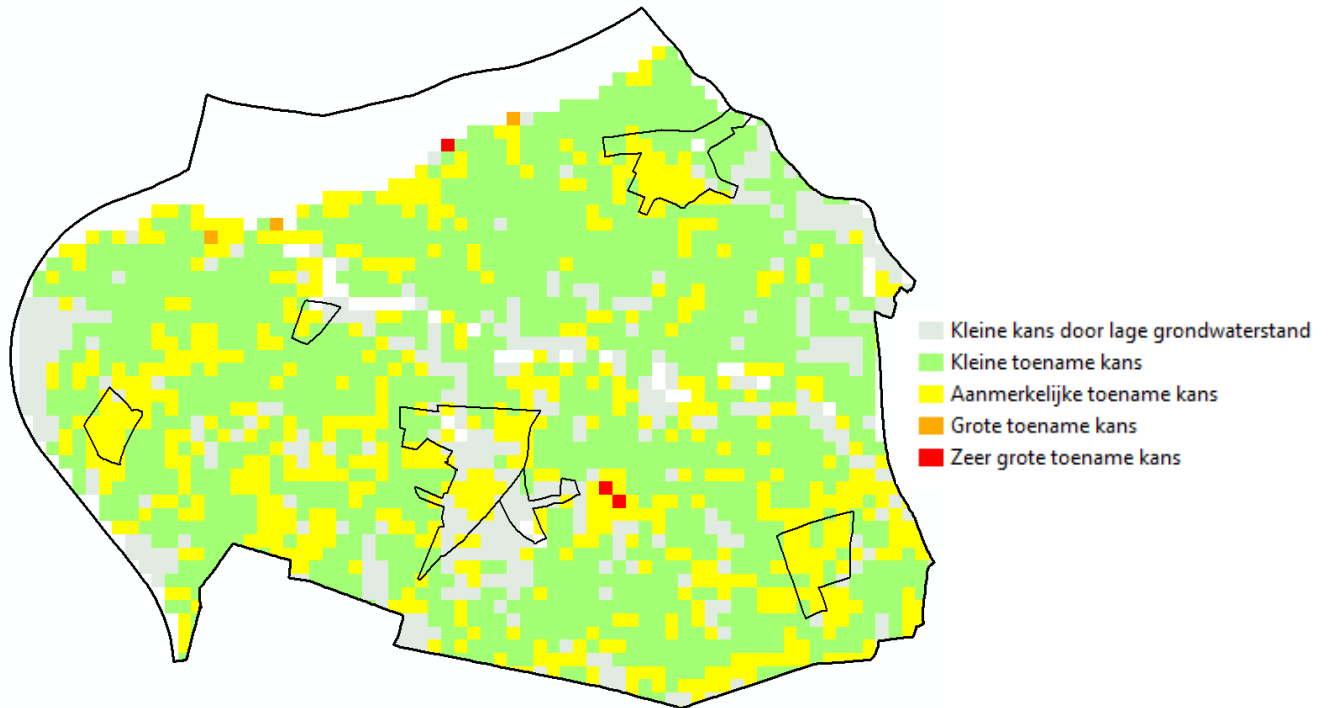 Kleine kans door lage grondwaterstand
Kleine toename kans
Aanmerkelijke toename kans
Grote toename kans
Zeer grote toename kans